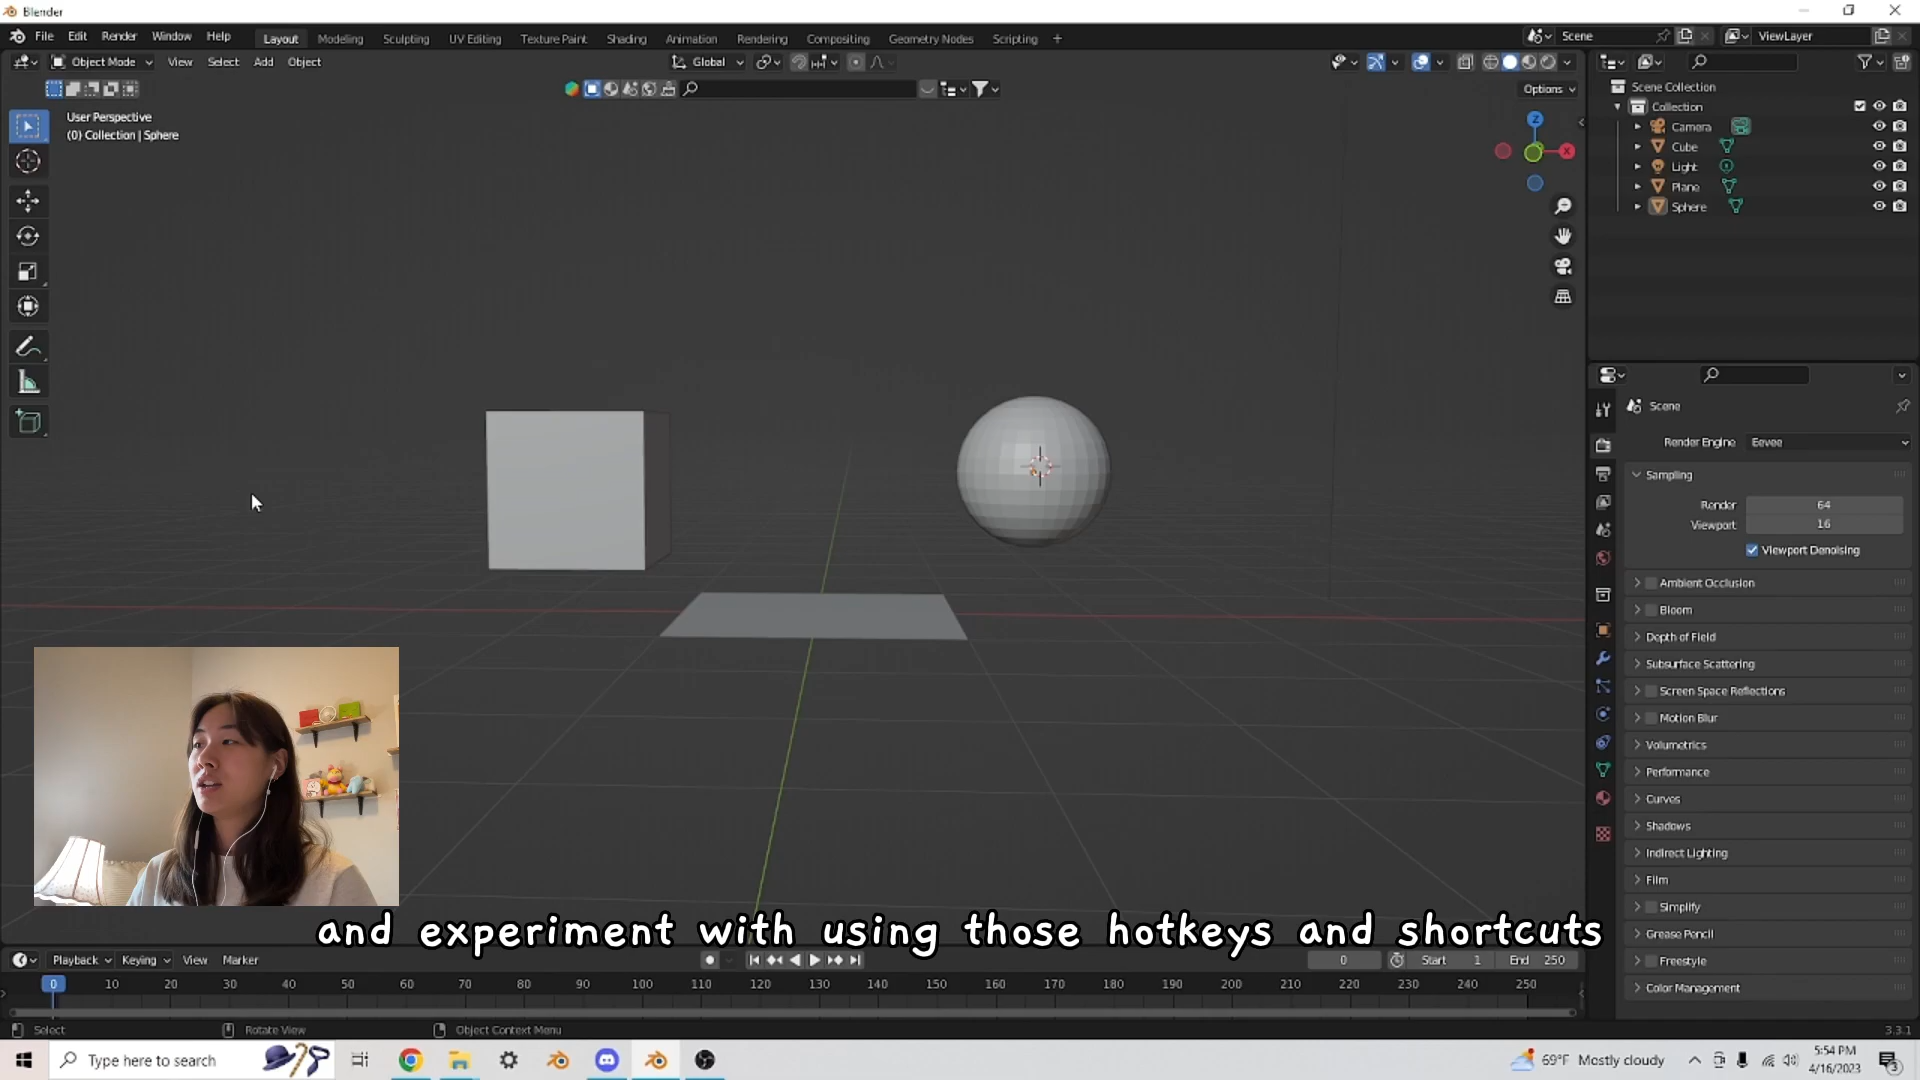 Blender
File Edit Render Window Help
Layout Modeling Sculpting UV Editing Texture Paint Shading Animation Rendering Compositing Geometry Nodes Scripting +
Scene
ViewLayer
Object Mode View Select Add Object
Global
Options
User Perspective
(0) Collection | Sphere
Z
X
Scene Collection
Collection
Camera
Cube
Light
Plane
Sphere
Scene
Render Engine Eevee
Sampling
Render 64
Viewport 16
Viewport Denoising
Ambient Occlusion
Bloom
Depth of Field
Subsurface Scattering
Screen Space Reflections
Motion Blur
Volumetrics
Performance
Curves
Shadows
Indirect Lighting
Film
Simplify
Grease Pencil
Freestyle
Color Management
and experiment with using those hotkeys and shortcuts
Playback Keying View Marker
0 Start 1 End 250
0 10 20 30 40 50 60 70 80 90 100 110 120 130 140 150 160 170 180 190 200 210 220 230 240 250
Select Rotate View Object Context Menu
3.3.1
Type here to search
69°F Mostly cloudy
5:54 PM
4/16/2023
3